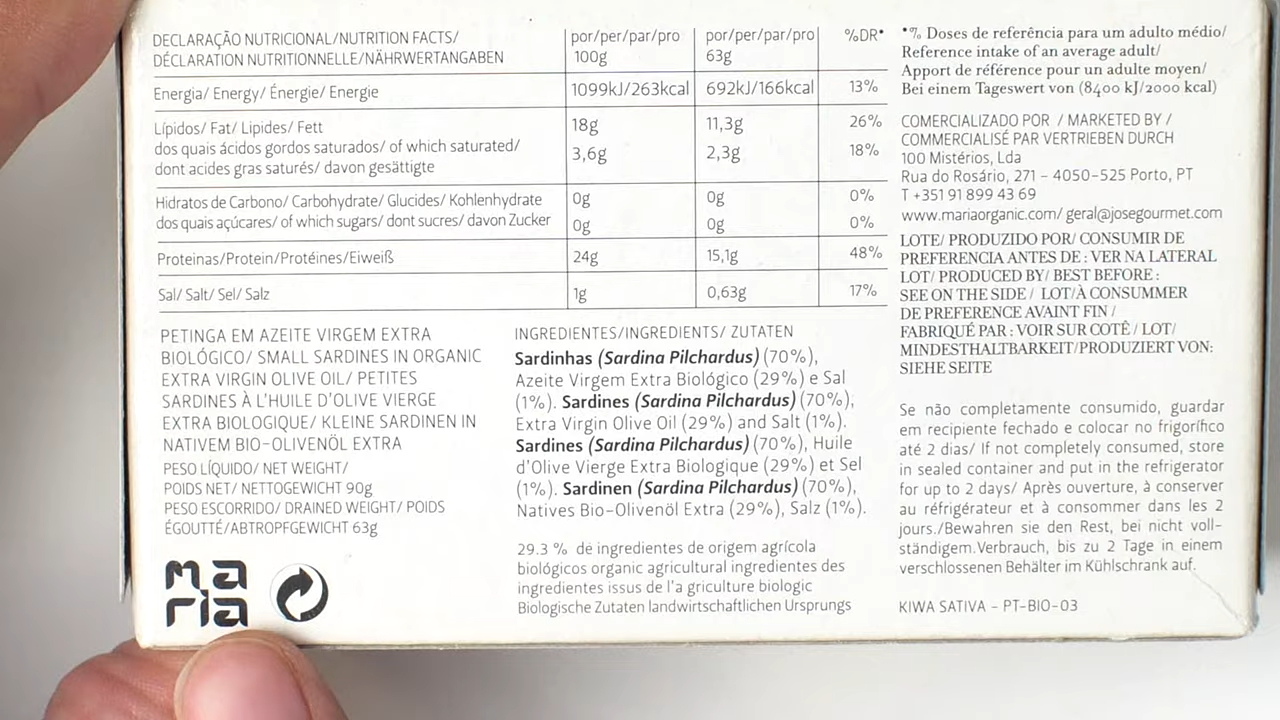 DECLARAÇÃO NUTRICIONAL/NUTRITION FACTS/
DÉCLARATION NUTRITIONNELLE/NÄHRWERTANGABEN
por/per/par/pro
100g
por/per/par/pro
63g
%DR*
Energia/ Energy/ Énergie/ Energie
1099kJ/263kcal
692kJ/166kcal
13%
Lípidos/ Fat/ Lipides/ Fett
18g
11,3g
26%
dos quais ácidos gordos saturados/ of which saturated/
dont acides gras saturés/ davon gesättigte
3,6g
2,3g
18%
Hidratos de Carbono/ Carbohydrate/ Glucides/ Kohlenhydrate
0g
0g
0%
dos quais açúcares/ of which sugars/ dont sucres/ davon Zucker
0g
0g
0%
Proteinas/Protein/Protéines/Eiweiß
24g
15,1g
48%
Sal/ Salt/ Sel/ Salz
1g
0,63g
17%
PETINGA EM AZEITE VIRGEM EXTRA
BIOLÓGICO/ SMALL SARDINES IN ORGANIC
EXTRA VIRGIN OLIVE OIL/ PETITES
SARDINES À L'HUILE D'OLIVE VIERGE
EXTRA BIOLOGIQUE/ KLEINE SARDINEN IN
NATIVEM BIO-OLIVENÖL EXTRA
PESO LÍQUIDO/ NET WEIGHT/
POIDS NET/ NETTOGEWICHT 90g
PESO ESCORRIDO/ DRAINED WEIGHT/ POIDS
ÉGOUTTÉ/ABTROPFGEWICHT 63g
maria
INGREDIENTES/INGREDIENTS/ ZUTATEN
Sardinhas (Sardina Pilchardus) (70%),
Azeite Virgem Extra Biológico (29%) e Sal
(1%). Sardines (Sardina Pilchardus) (70%),
Extra Virgin Olive Oil (29%) and Salt (1%).
Sardines (Sardina Pilchardus) (70%), Huile
d'Olive Vierge Extra Biologique (29%) et Sel
(1%). Sardinen (Sardina Pilchardus) (70%),
Natives Bio-Olivenöl Extra (29%), Salz (1%).
29.3 % de ingredientes de origem agrícola
biológicos organic agricultural ingredientes des
ingredientes issus de l'a griculture biologic
Biologische Zutaten landwirtschaftlichen Ursprungs
*% Doses de referência para um adulto médio/
Reference intake of an average adult/
Apport de référence pour un adulte moyen/
Bei einem Tageswert von (8400 kJ/2000 kcal)
COMERCIALIZADO POR / MARKETED BY /
COMMERCIALISÉ PAR VERTRIEBEN DURCH
100 Mistérios, Lda
Rua do Rosário, 271 – 4050-525 Porto, PT
T +351 91 899 43 69
www.mariaorganic.com/ geral@josegourmet.com
LOTE/ PRODUZIDO POR/ CONSUMIR DE
PREFERENCIA ANTES DE : VER NA LATERAL
LOT/ PRODUCED BY/ BEST BEFORE :
SEE ON THE SIDE / LOT/À CONSUMMER
DE PREFERENCE AVAINT FIN /
FABRIQUÉ PAR : VOIR SUR COTÊ / LOT/
MINDESTHALTBARKEIT/PRODUZIERT VON:
SIEHE SEITE
Se não completamente consumido, guardar
em recipiente fechado e colocar no frigorífico
até 2 dias/ If not completely consumed, store
in sealed container and put in the refrigerator
for up to 2 days/ Après ouverture, à conserver
au réfrigérateur et à consommer dans les 2
jours./Bewahren sie den Rest, bei nicht voll-
ständigem.Verbrauch, bis zu 2 Tage in einem
verschlossenen Behälter im Kühlschrank auf.
KIWA SATIVA – PT-BIO-03